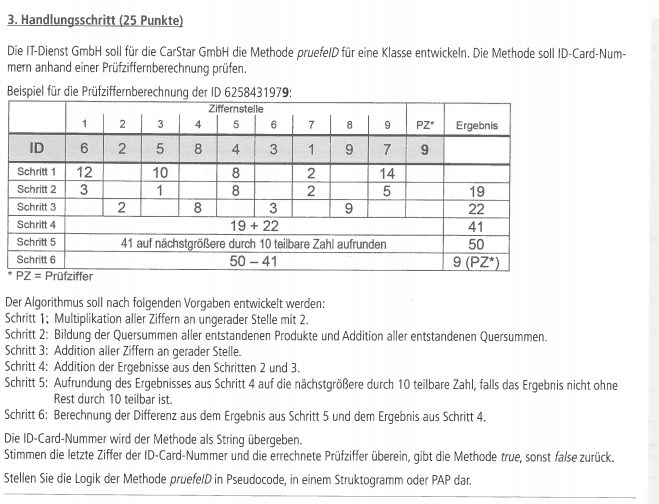 3. Handlungsschritt (25 Punkte)
Die IT-Dienst GmbH soll für die CarStar GmbH die Methode pruefeID für eine Klasse entwickeln. Die Methode soll ID-Card-Num-
mern anhand einer Prüfziffernberechnung prüfen.
Beispiel für die Prüfziffernberechnung der ID 6258431979:
Ziffernstelle
1 2 3 4 5 6 7 8 9 PZ* Ergebnis
ID 6 2 5 8 4 3 1 9 7 9
Schritt 1 12 10 8 2 14
Schritt 2 3 1 8 2 5 19
Schritt 3 2 8 3 9 22
Schritt 4 19 + 22 41
Schritt 5 41 auf nächstgrößere durch 10 teilbare Zahl aufrunden 50
Schritt 6 50 – 41 9 (PZ*)
* PZ = Prüfziffer
Der Algorithmus soll nach folgenden Vorgaben entwickelt werden:
Schritt 1: Multiplikation aller Ziffern an ungerader Stelle mit 2.
Schritt 2: Bildung der Quersummen aller entstandenen Produkte und Addition aller entstandenen Quersummen.
Schritt 3: Addition aller Ziffern an gerader Stelle.
Schritt 4: Addition der Ergebnisse aus den Schritten 2 und 3.
Schritt 5: Aufrundung des Ergebnisses aus Schritt 4 auf die nächstgrößere durch 10 teilbare Zahl, falls das Ergebnis nicht ohne
Rest durch 10 teilbar ist.
Schritt 6: Berechnung der Differenz aus dem Ergebnis aus Schritt 5 und dem Ergebnis aus Schritt 4.
Die ID-Card-Nummer wird der Methode als String übergeben.
Stimmen die letzte Ziffer der ID-Card-Nummer und die errechnete Prüfziffer überein, gibt die Methode true, sonst false zurück.
Stellen Sie die Logik der Methode pruefeID in Pseudocode, in einem Struktogramm oder PAP dar.